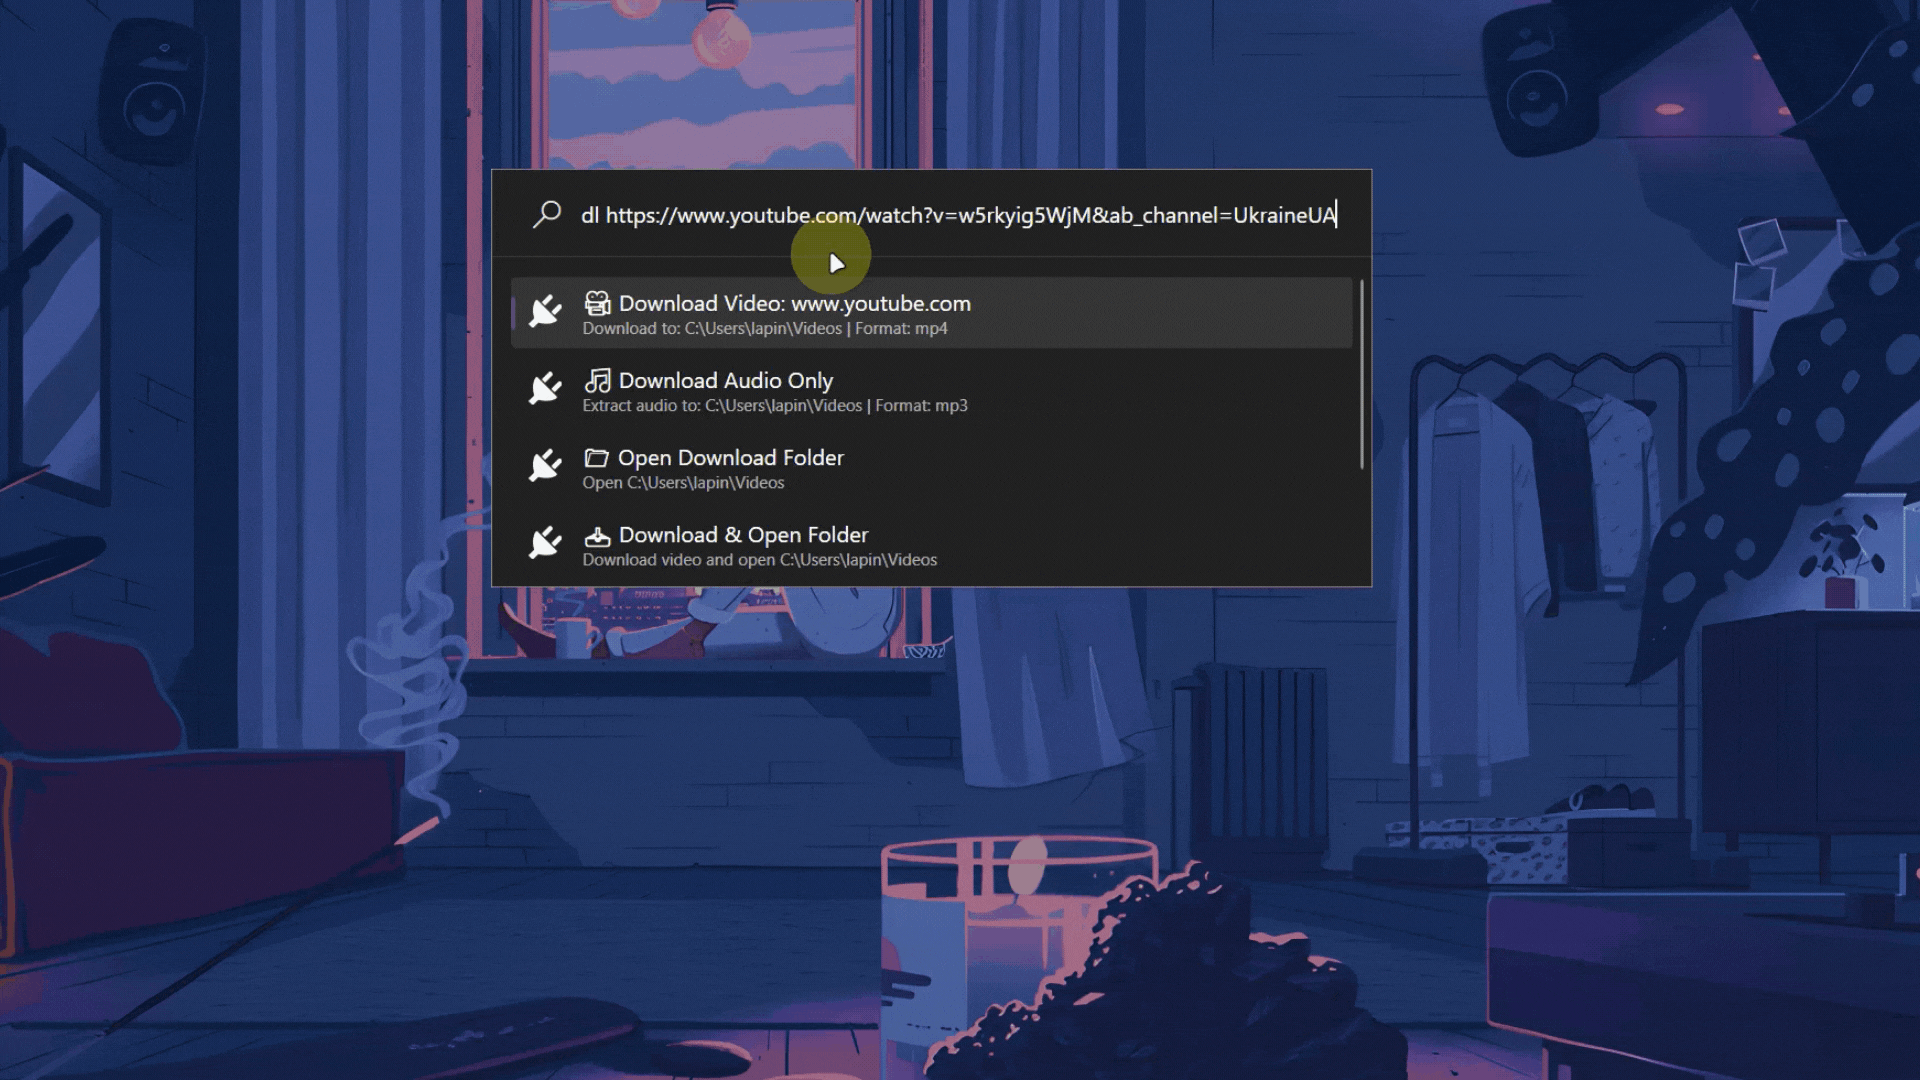 dl https://www.youtube.com/watch?v=w5rkyig5WjM&ab_channel=UkraineUA
Download Video: www.youtube.com
Download to: C:\Users\lapin\Videos | Format: mp4
Download Audio Only
Extract audio to: C:\Users\lapin\Videos | Format: mp3
Open Download Folder
Open C:\Users\lapin\Videos
Download & Open Folder
Download video and open C:\Users\lapin\Videos